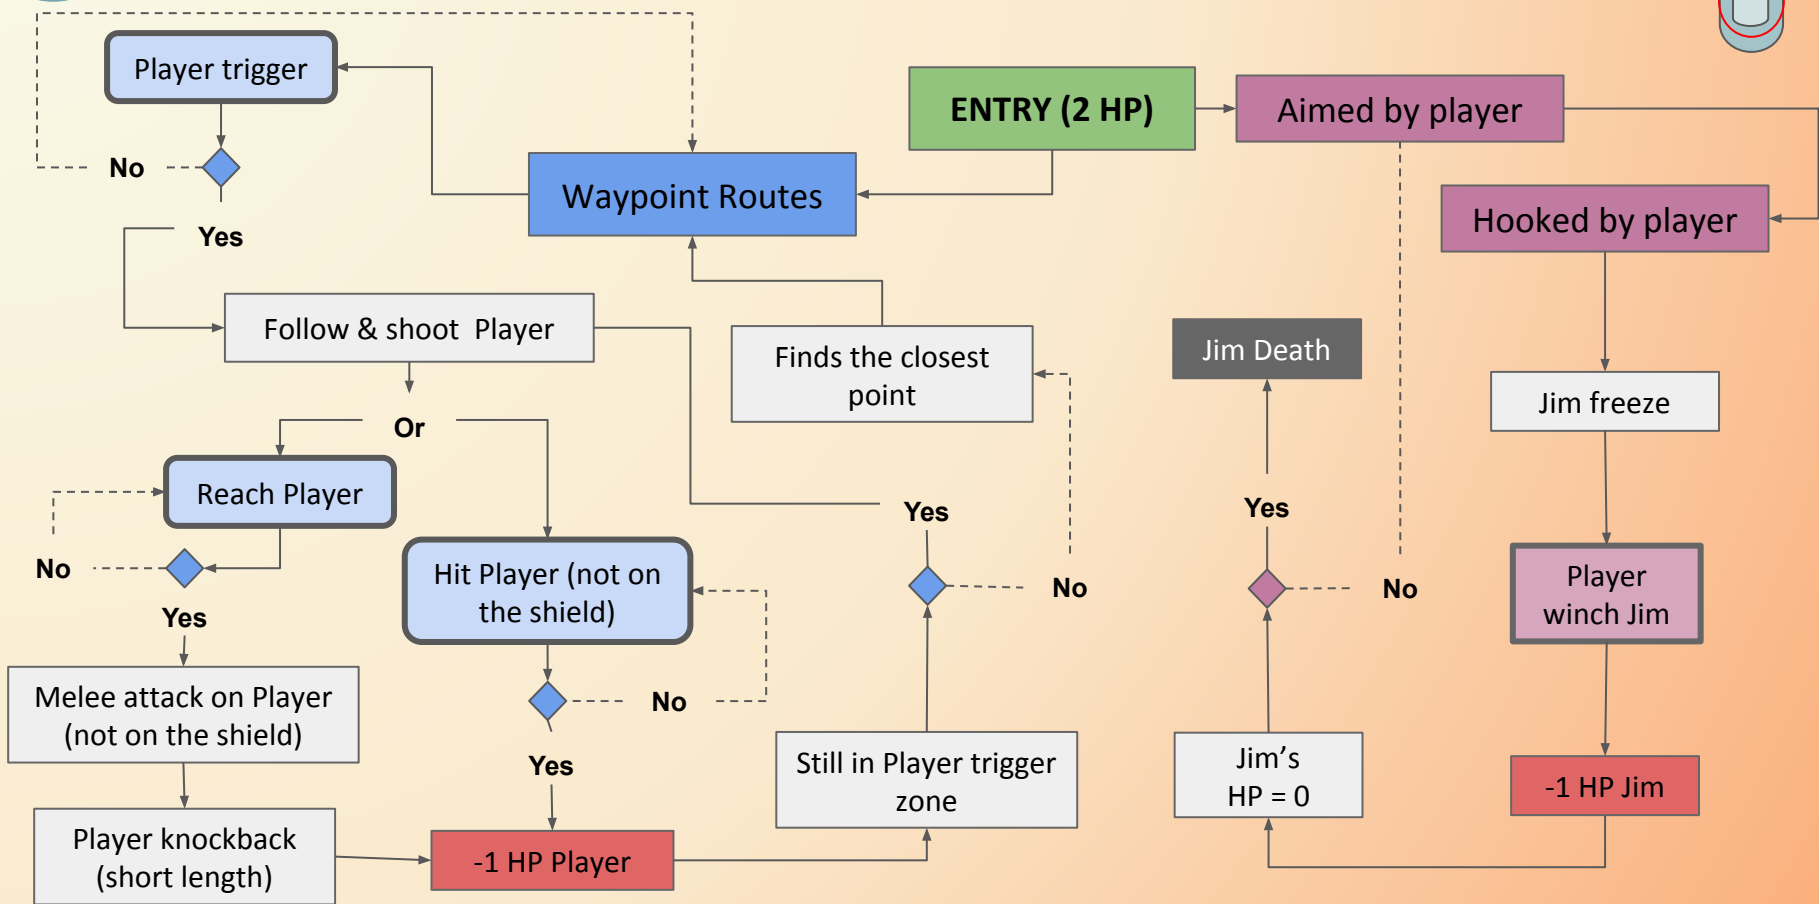 Player trigger
ENTRY (2 HP)
Aimed by player
No
Waypoint Routes
Hooked by player
Yes
Follow & shoot Player
Finds the closest
point
Jim Death
Jim freeze
Or
Reach Player
Yes
Yes
No
Hit Player (not on
the shield)
No
No
Player
winch Jim
Yes
Melee attack on Player
(not on the shield)
No
Yes
Still in Player trigger
zone
Jim’s
HP = 0
-1 HP Jim
Player knockback
(short length)
-1 HP Player